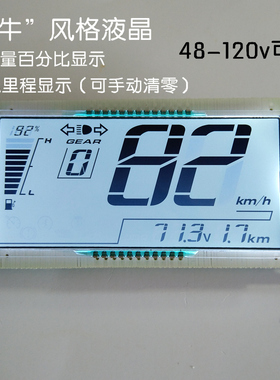 牛”风格液晶
量百分比显示
里程显示（可手动清零）
48-120v可
H
L
GEAR
0
82
km/h
71.3v 1.7km